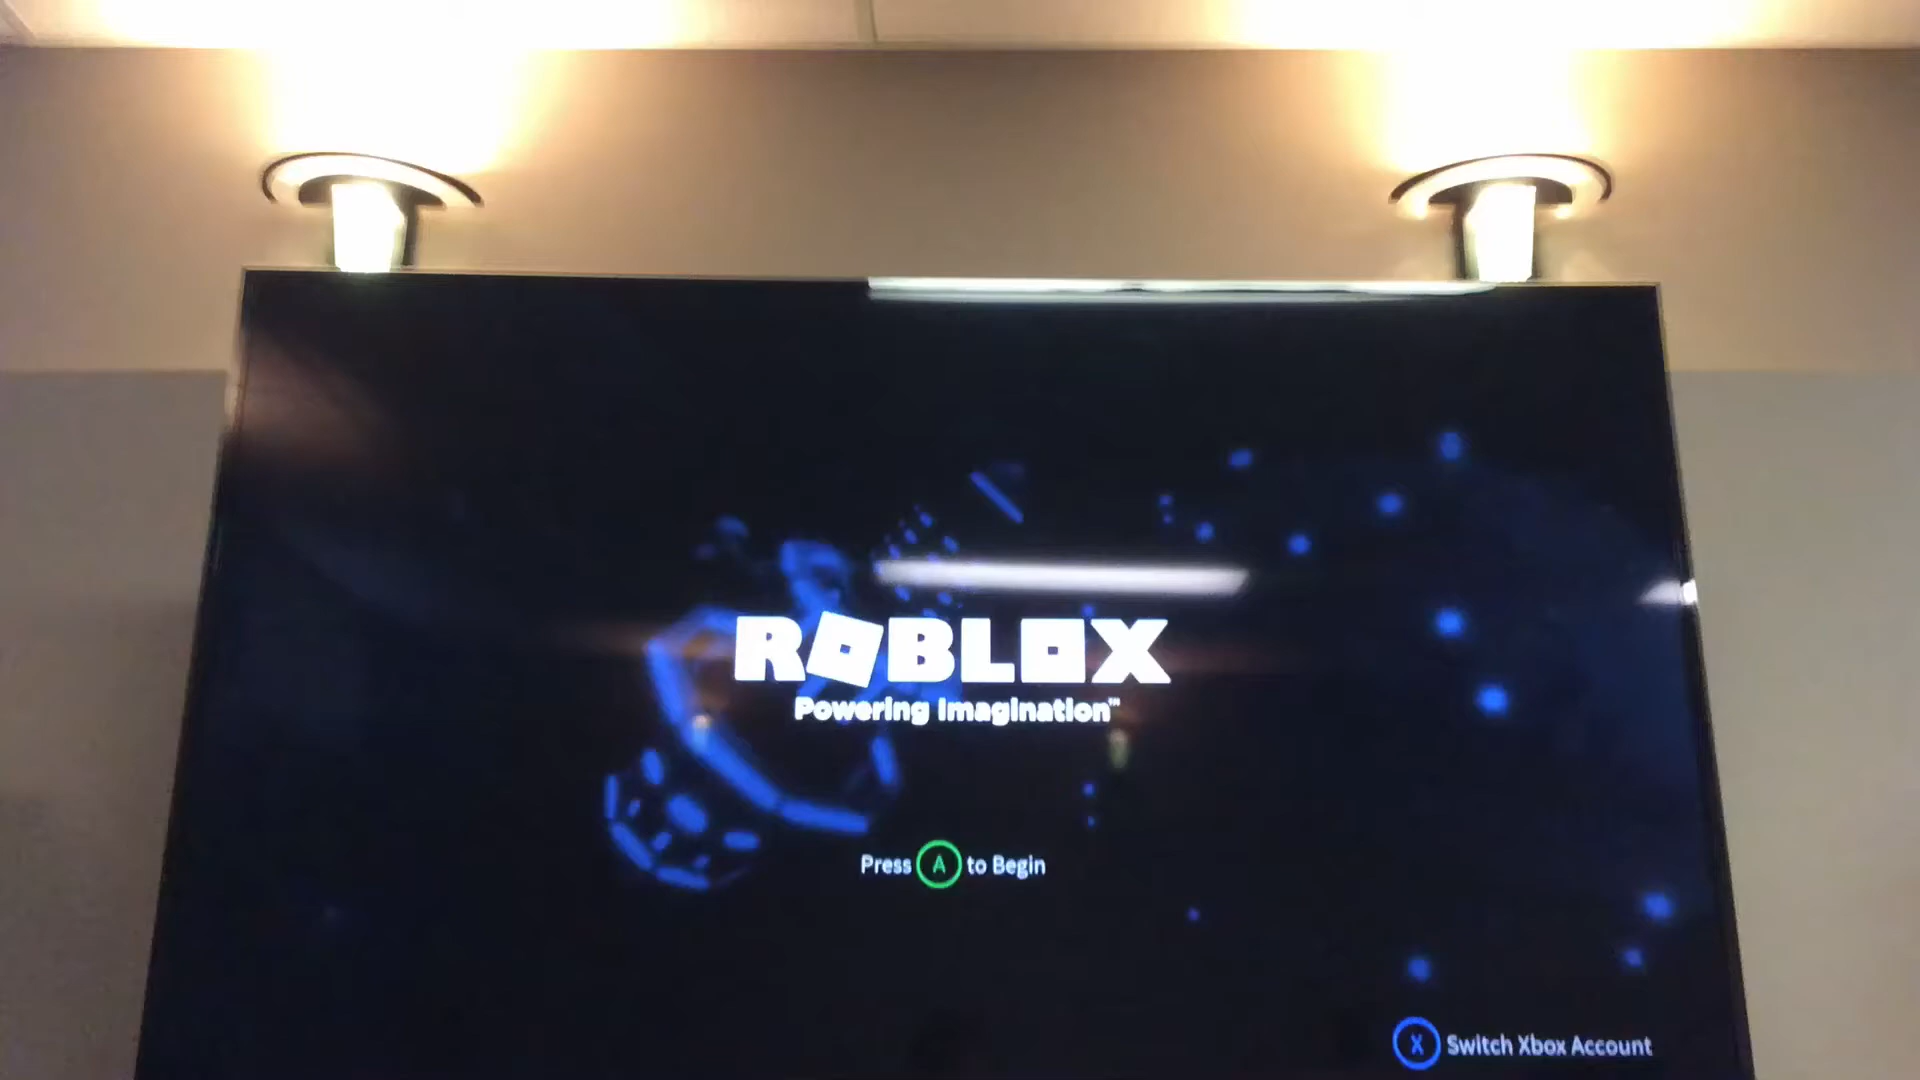 ROBLOX
Powering Imagination™
Press A to Begin
X Switch Xbox Account